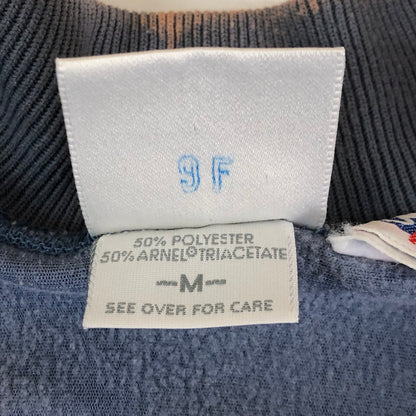 9F
50% POLYESTER
50% ARNEL® TRIACETATE
—M—
SEE OVER FOR CARE